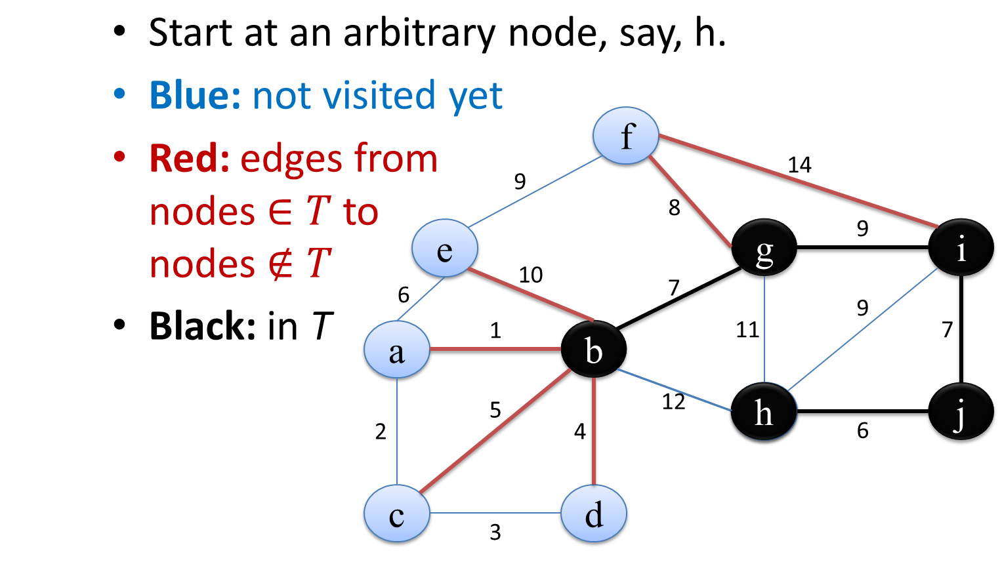 • Start at an arbitrary node, say, h.
• Blue: not visited yet
• Red: edges from
nodes ∈ T to
nodes ∉ T
• Black: in T
f
14
9
8
9
e
g
i
10
6
7
1
11
9
7
a
b
12
5
2
4
h
j
6
c
d
3